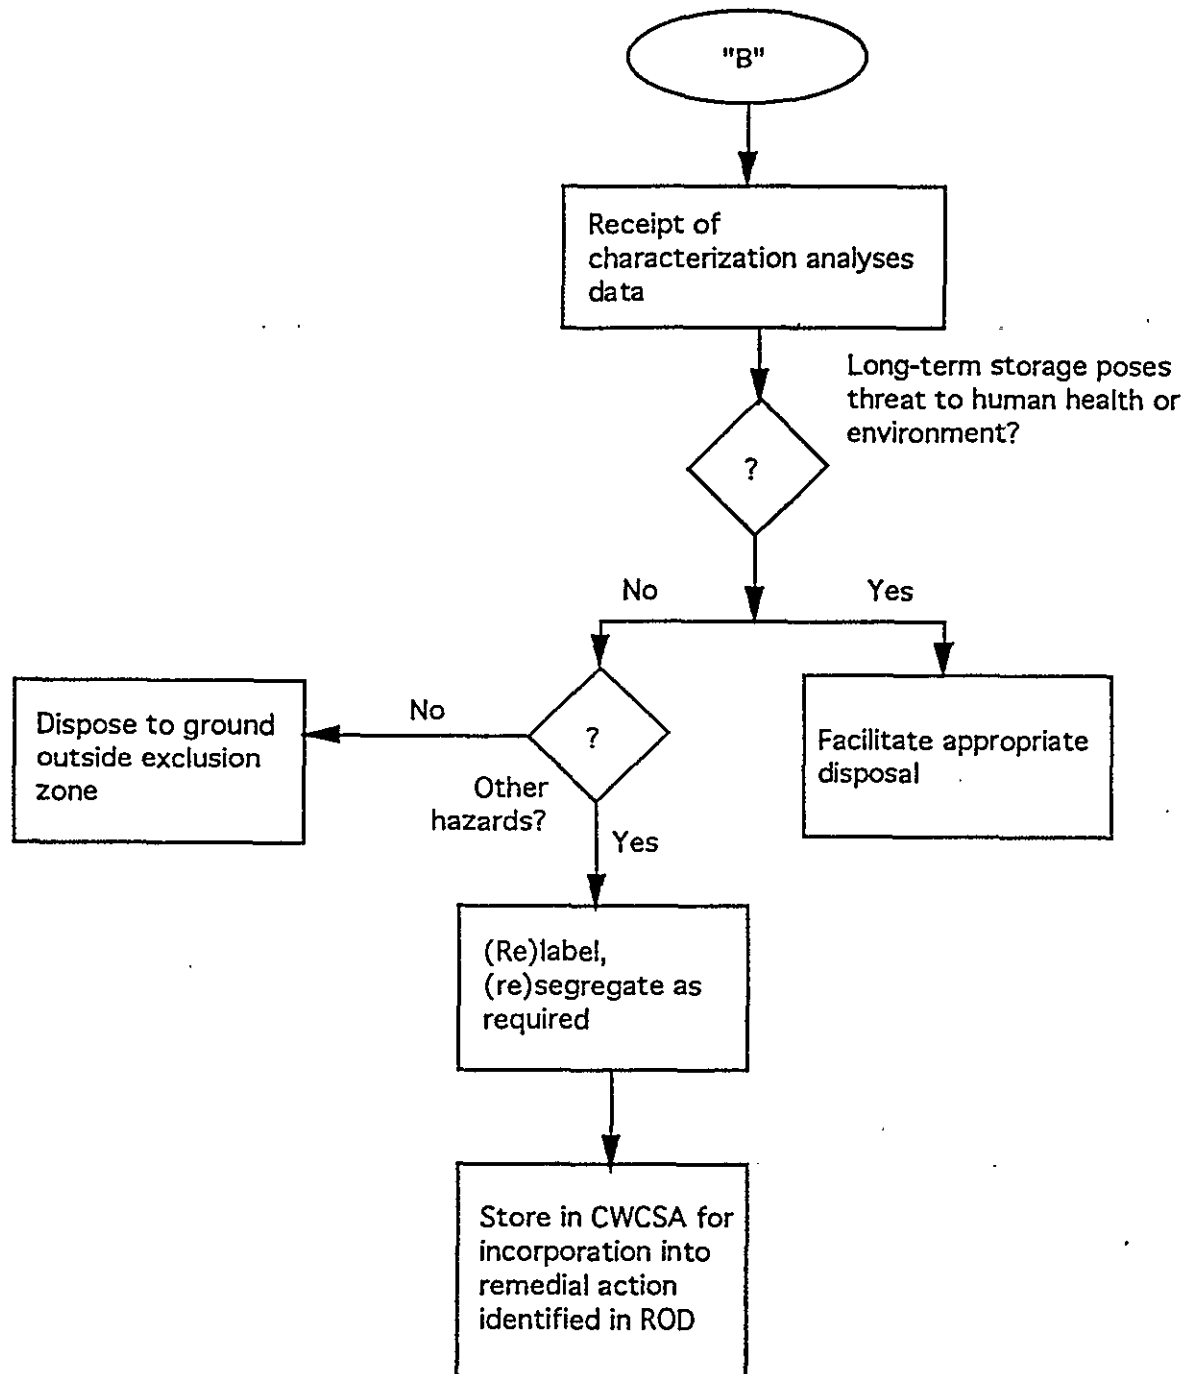 "B"
Receipt of
characterization analyses
data
Long-term storage poses
threat to human health or
environment?
?
No
Yes
Dispose to ground
outside exclusion
zone
No
?
Other
hazards?
Yes
Facilitate appropriate
disposal
(Re)label,
(re)segregate as
required
Store in CWCSA for
incorporation into
remedial action
identified in ROD